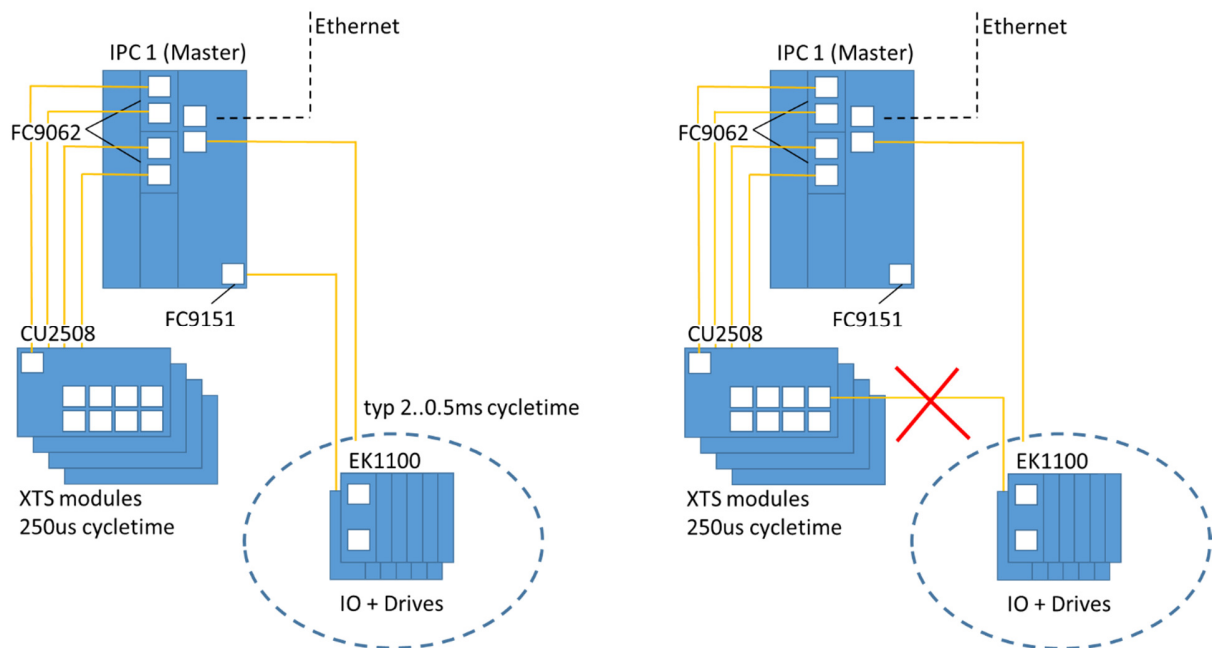 Ethernet
IPC 1 (Master)
FC9062
FC9151
CU2508
typ 2..0.5ms cycletime
EK1100
XTS modules
250us cycletime
IO + Drives
Ethernet
IPC 1 (Master)
FC9062
FC9151
CU2508
EK1100
XTS modules
250us cycletime
IO + Drives